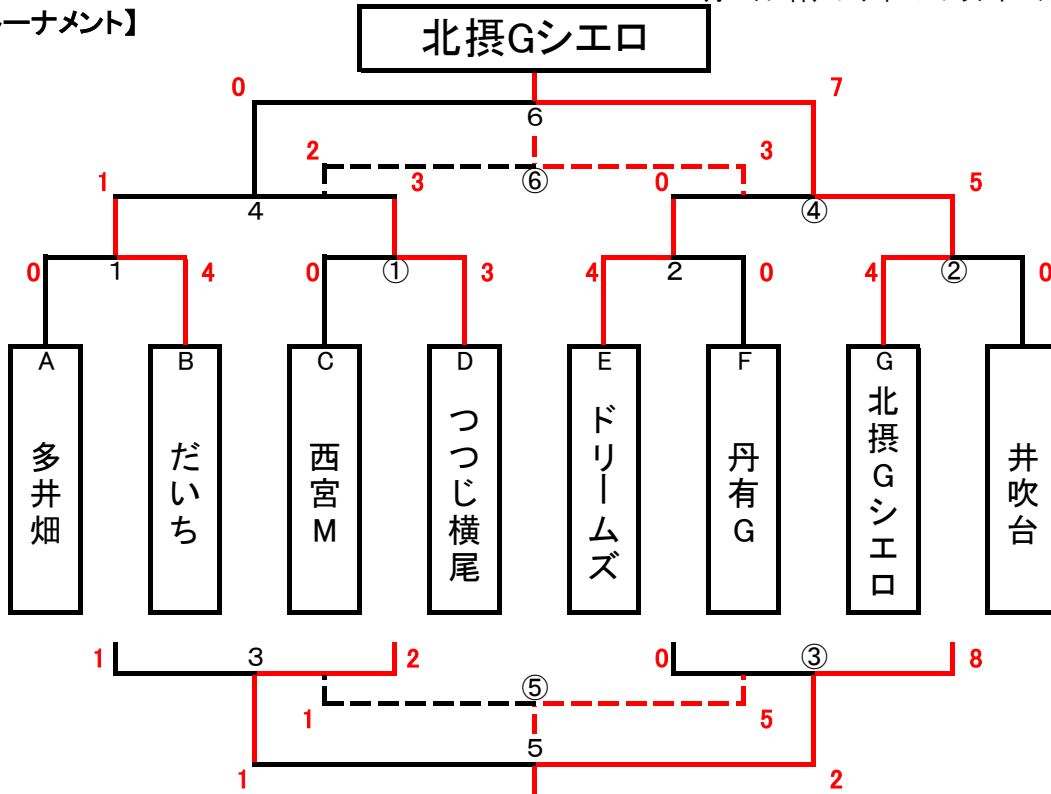 ーナメント】
北摂Gシエロ
0
7
6
2
3
⑥
1
3
0
5
4
④
0
1
4
0
①
3
4
2
0
4
②
0
A
B
C
D
E
F
G
多井畑
だいち
西宮M
つつじ横尾
ドリームズ
丹有G
北摂Gシエロ
井吹台
1
3
2
0
③
8
⑤
1
5
5
1
2